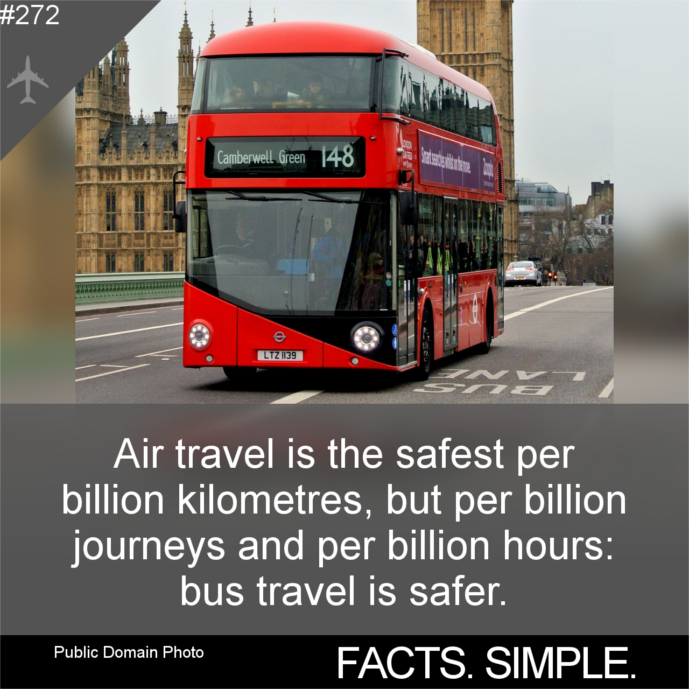 #272
Camberwell Green 148
LTZ 1139
BUS
LANE
Air travel is the safest per
billion kilometres, but per billion
journeys and per billion hours:
bus travel is safer.
Public Domain Photo
FACTS. SIMPLE.